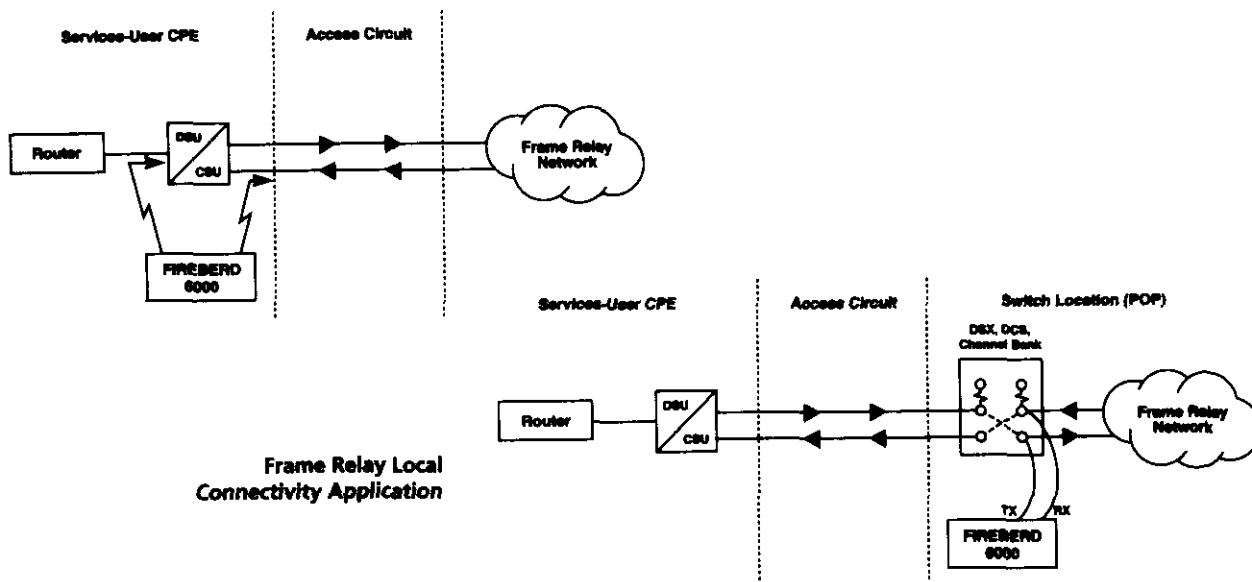 Services-User CPE
Access Circuit
Router
DSU
CSU
Frame Relay
Network
FIREBERD
6000
Services-User CPE
Access Circuit
Switch Location (POP)
DSX, DCS,
Channel Bank
Router
DSU
CSU
Frame Relay
Network
TX
RX
FIREBERD
6000
Frame Relay Local
Connectivity Application